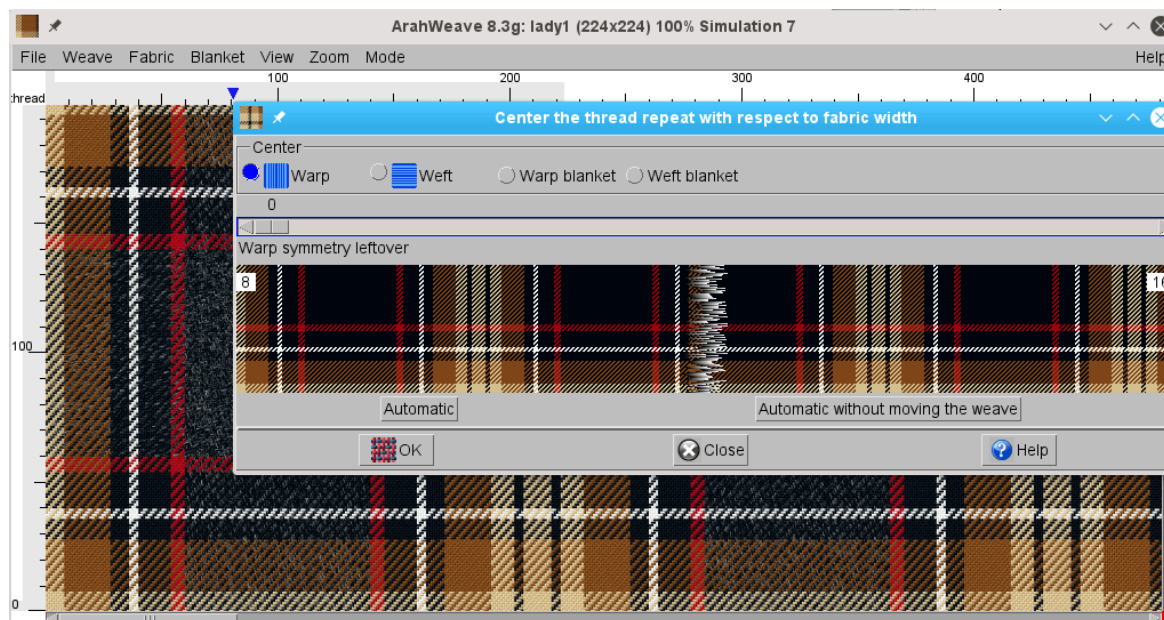 ArahWeave 8.3g: lady1 (224x224) 100% Simulation 7
File Weave Fabric Blanket View Zoom Mode Help
100 200 300 400
thread
Center the thread repeat with respect to fabric width
Center
Warp Weft Warp blanket Weft blanket
0
Warp symmetry leftover
8 16
100
Automatic Automatic without moving the weave
OK Close Help
0